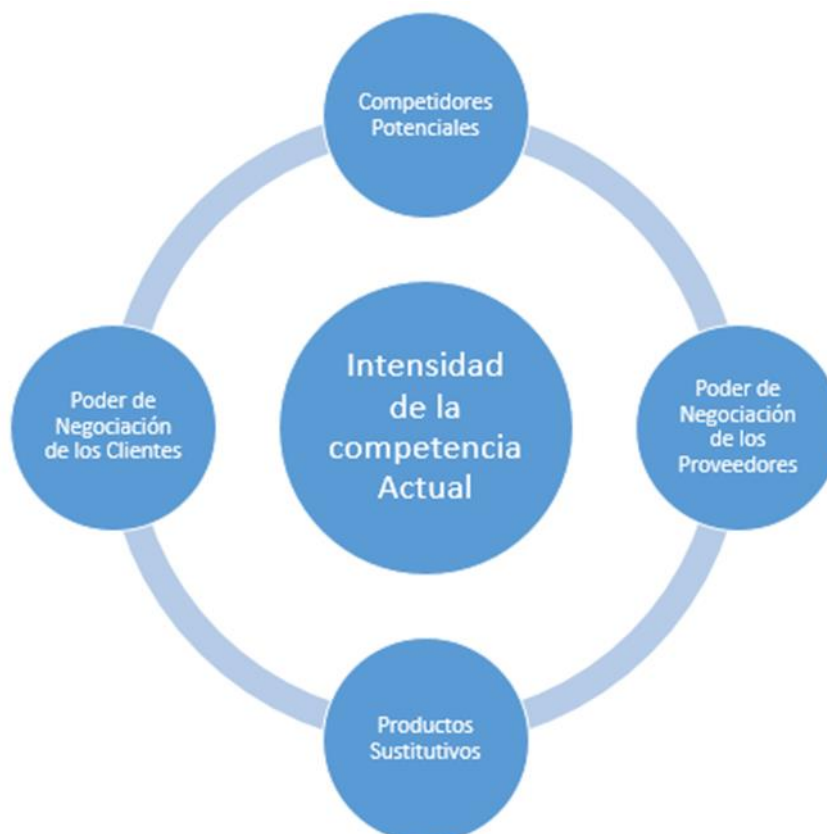 Competidores
Potenciales
Poder de
Negociación
de los Clientes
Intensidad
de la
competencia
Actual
Poder de
Negociación
de los
Proveedores
Productos
Sustitutivos